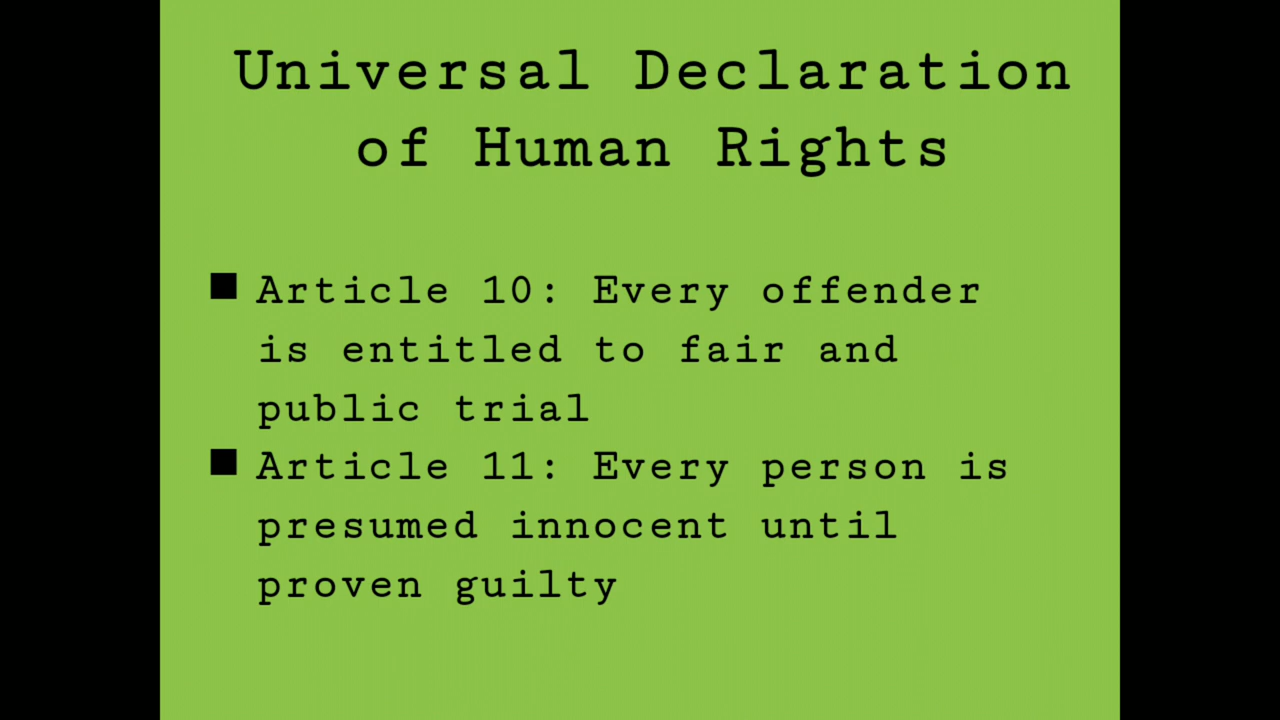 Universal Declaration
of Human Rights
■ Article 10: Every offender
is entitled to fair and
public trial
■ Article 11: Every person is
presumed innocent until
proven guilty